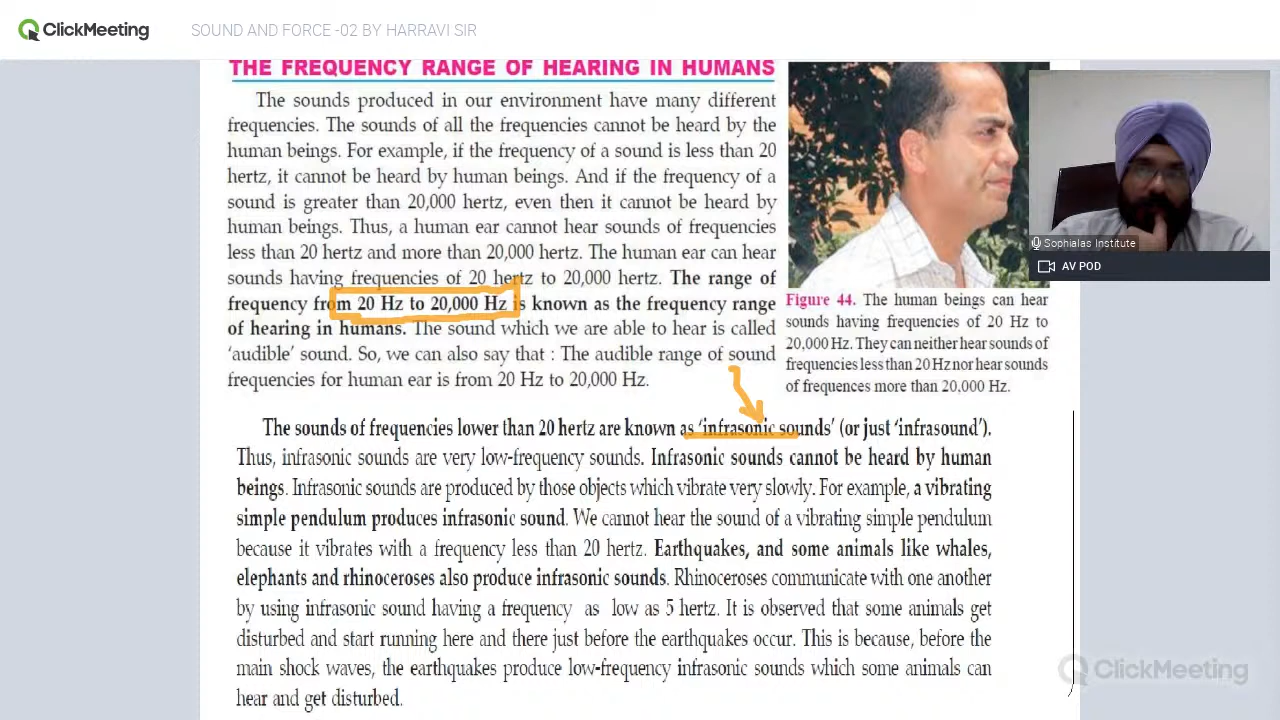 ClickMeeting
SOUND AND FORCE -02 BY HARRAVI SIR
THE FREQUENCY RANGE OF HEARING IN HUMANS
The sounds produced in our environment have many different
frequencies. The sounds of all the frequencies cannot be heard by the
human beings. For example, if the frequency of a sound is less than 20
hertz, it cannot be heard by human beings. And if the frequency of a
sound is greater than 20,000 hertz, even then it cannot be heard by
human beings. Thus, a human ear cannot hear sounds of frequencies
less than 20 hertz and more than 20,000 hertz. The human ear can hear
sounds having frequencies of 20 hertz to 20,000 hertz. The range of
frequency from 20 Hz to 20,000 Hz is known as the frequency range
of hearing in humans. The sound which we are able to hear is called
‘audible’ sound. So, we can also say that : The audible range of sound
frequencies for human ear is from 20 Hz to 20,000 Hz.
Sophialas Institute
AV POD
Figure 44. The human beings can hear
sounds having frequencies of 20 Hz to
20,000 Hz. They can neither hear sounds of
frequencies less than 20 Hz nor hear sounds
of frequences more than 20,000 Hz.
The sounds of frequencies lower than 20 hertz are known as ‘infrasonic sounds’ (or just ‘infrasound’).
Thus, infrasonic sounds are very low-frequency sounds. Infrasonic sounds cannot be heard by human
beings. Infrasonic sounds are produced by those objects which vibrate very slowly. For example, a vibrating
simple pendulum produces infrasonic sound. We cannot hear the sound of a vibrating simple pendulum
because it vibrates with a frequency less than 20 hertz. Earthquakes, and some animals like whales,
elephants and rhinoceroses also produce infrasonic sounds. Rhinoceroses communicate with one another
by using infrasonic sound having a frequency as low as 5 hertz. It is observed that some animals get
disturbed and start running here and there just before the earthquakes occur. This is because, before the
main shock waves, the earthquakes produce low-frequency infrasonic sounds which some animals can
hear and get disturbed.
ClickMeeting